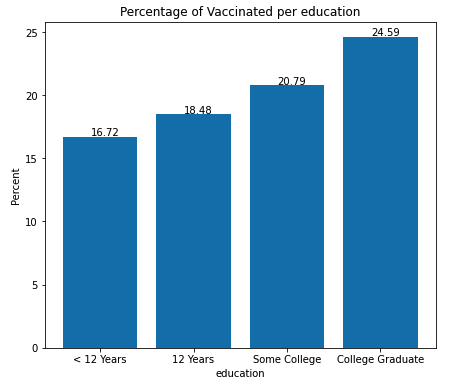 Percentage of Vaccinated per education
25
20
15
10
5
0
Percent
16.72
18.48
20.79
24.59
< 12 Years
12 Years
Some College
College Graduate
education